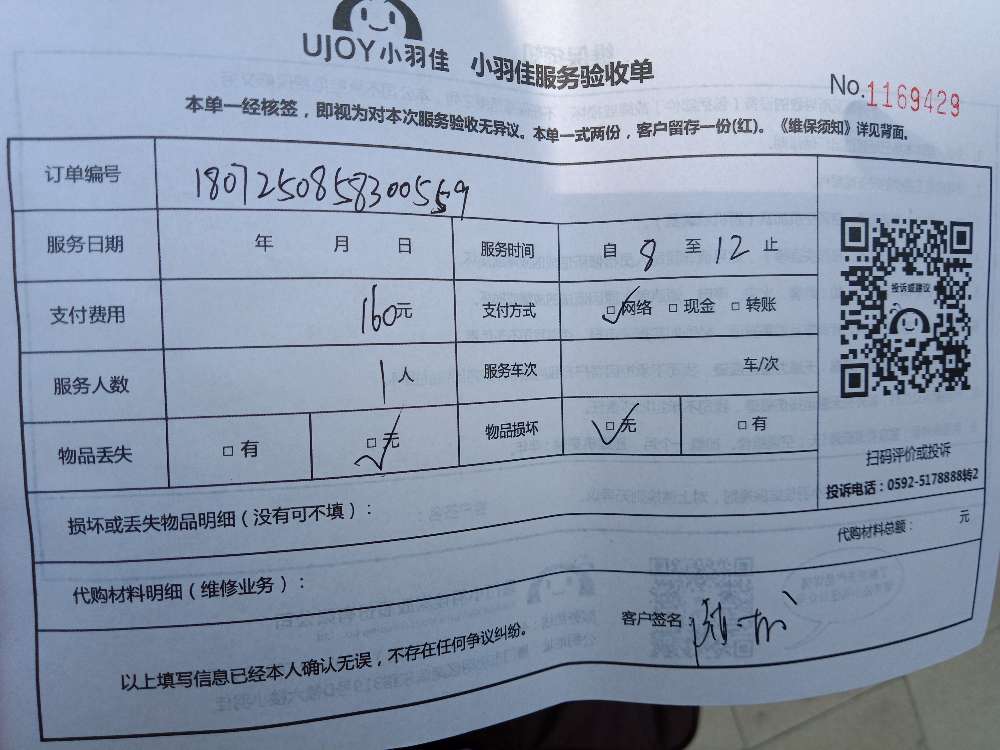 UJOY小羽佳 小羽佳服务验收单
No.1169429
本单一经核签，即视为对本次服务验收无异议。本单一式两份，客户留存一份(红)。《维保须知》详见背面。
订单编号 1807250858300559
服务日期 年 月 日 服务时间 自 8 至 12 止
支付费用 160元 支付方式 □网络 □现金 □转账
服务人数 1人 服务车次 车/次
物品丢失 □有 □无 物品损坏 □无 □有
投诉或建议
扫码评价或投诉
投诉电话：0592-5178888转2
损坏或丢失物品明细（没有可不填）：
代购材料明细（维修业务）： 代购材料总额： 元
以上填写信息已经本人确认无误，不存在任何争议纠纷。 客户签名：